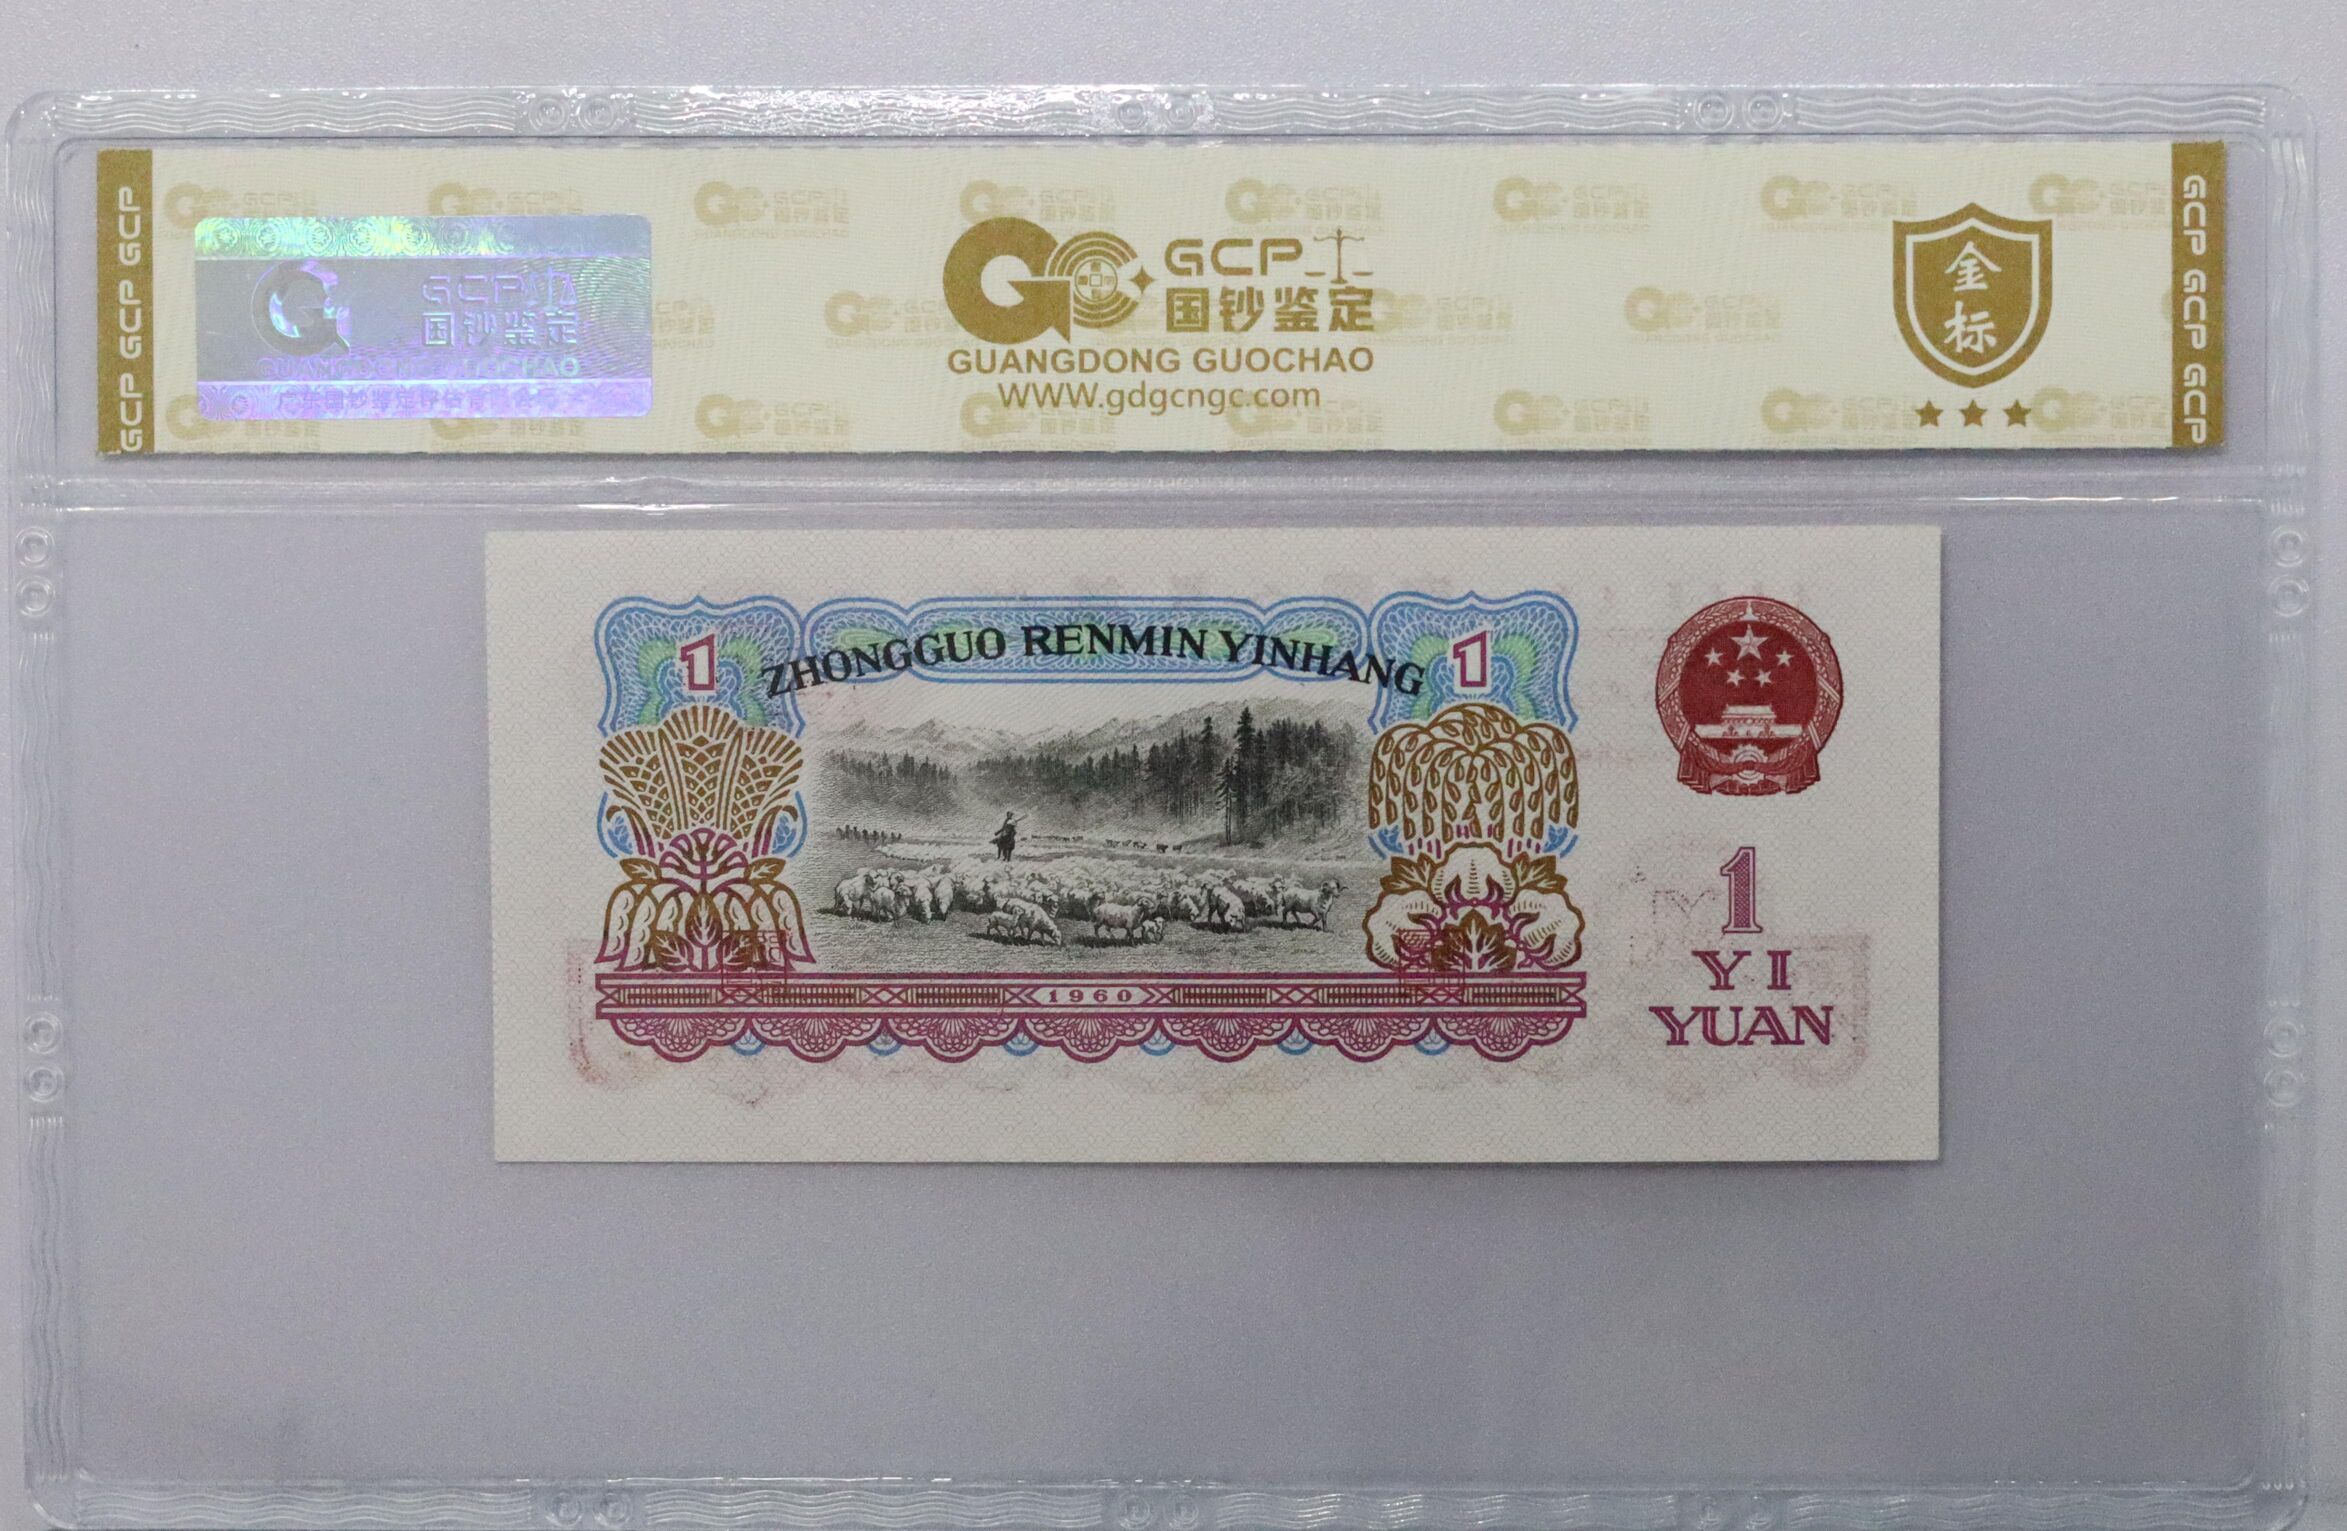 GCP GCP GCP
GCP 国钞鉴定
GUANGDONG GUOCHAO
GCP
国钞鉴定
GUANGDONG GUOCHAO
www.gdgcngc.com
金
标
GCP GCP GCP
ZHONGGUO RENMIN YINHANG
1
1
1960
1
YI
YUAN